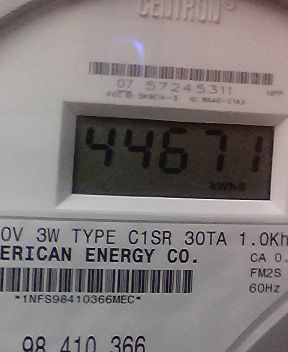 CENTRON
07 57245311
44671
kWh
0V 3W TYPE C1SR 30TA 1.0Kh
ERICAN ENERGY CO.
CA 0.
FM2S
*1NFS98410366MEC*
60Hz
98 410 366